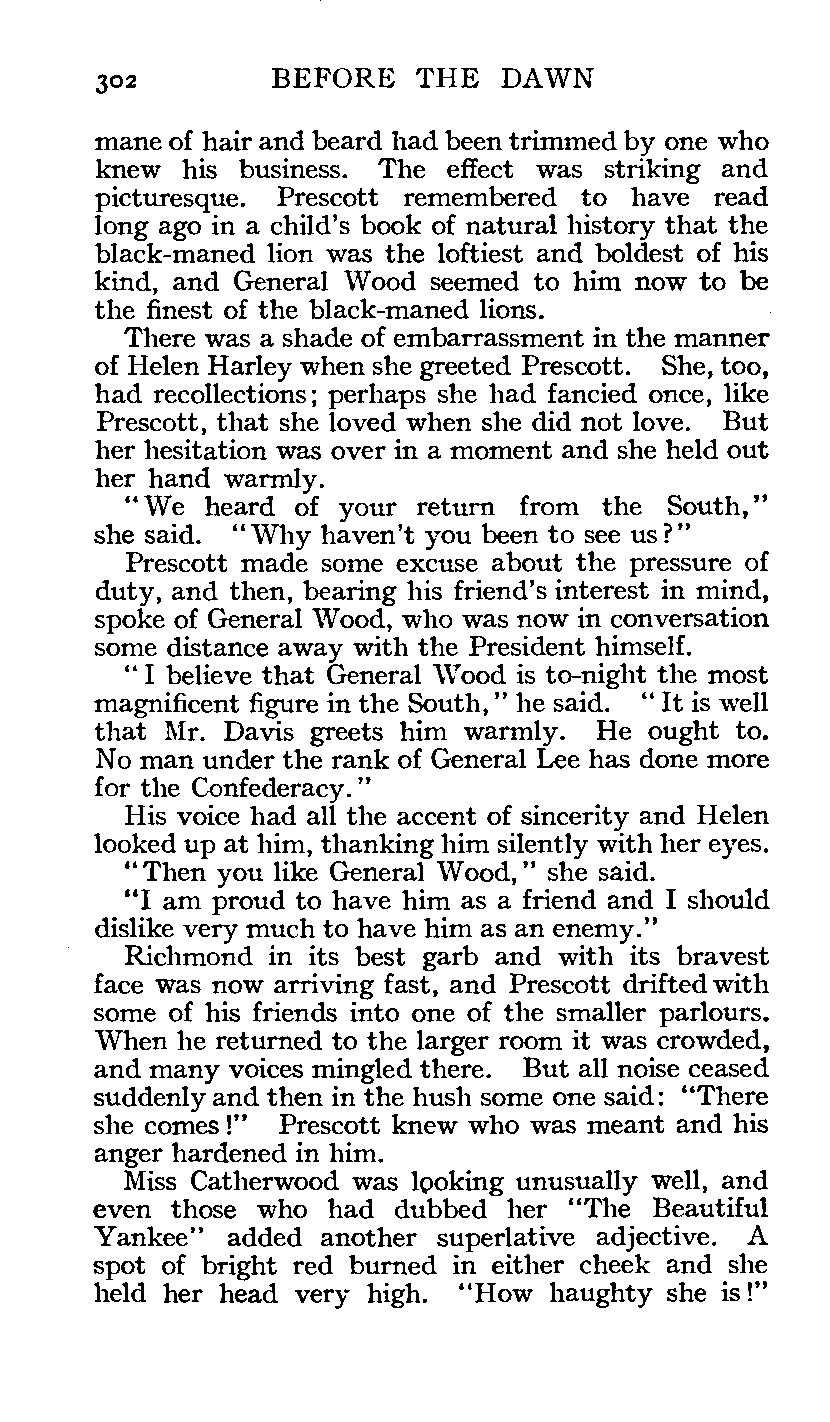 302 BEFORE THE DAWN
mane of hair and beard had been trimmed by one who
knew his business. The effect was striking and
picturesque. Prescott remembered to have read
long ago in a child's book of natural history that the
black-maned lion was the loftiest and boldest of his
kind, and General Wood seemed to him now to be
the finest of the black-maned lions.
There was a shade of embarrassment in the manner
of Helen Harley when she greeted Prescott. She, too,
had recollections; perhaps she had fancied once, like
Prescott, that she loved when she did not love. But
her hesitation was over in a moment and she held out
her hand warmly.
"We heard of your return from the South,"
she said. "Why haven't you been to see us?"
Prescott made some excuse about the pressure of
duty, and then, bearing his friend's interest in mind,
spoke of General Wood, who was now in conversation
some distance away with the President himself.
"I believe that General Wood is to-night the most
magnificent figure in the South," he said. "It is well
that Mr. Davis greets him warmly. He ought to.
No man under the rank of General Lee has done more
for the Confederacy."
His voice had all the accent of sincerity and Helen
looked up at him, thanking him silently with her eyes.
"Then you like General Wood," she said.
"I am proud to have him as a friend and I should
dislike very much to have him as an enemy."
Richmond in its best garb and with its bravest
face was now arriving fast, and Prescott drifted with
some of his friends into one of the smaller parlours.
When he returned to the larger room it was crowded,
and many voices mingled there. But all noise ceased
suddenly and then in the hush some one said: "There
she comes!" Prescott knew who was meant and his
anger hardened in him.
Miss Catherwood was looking unusually well, and
even those who had dubbed her "The Beautiful
Yankee" added another superlative adjective. A
spot of bright red burned in either cheek and she
held her head very high. "How haughty she is!"